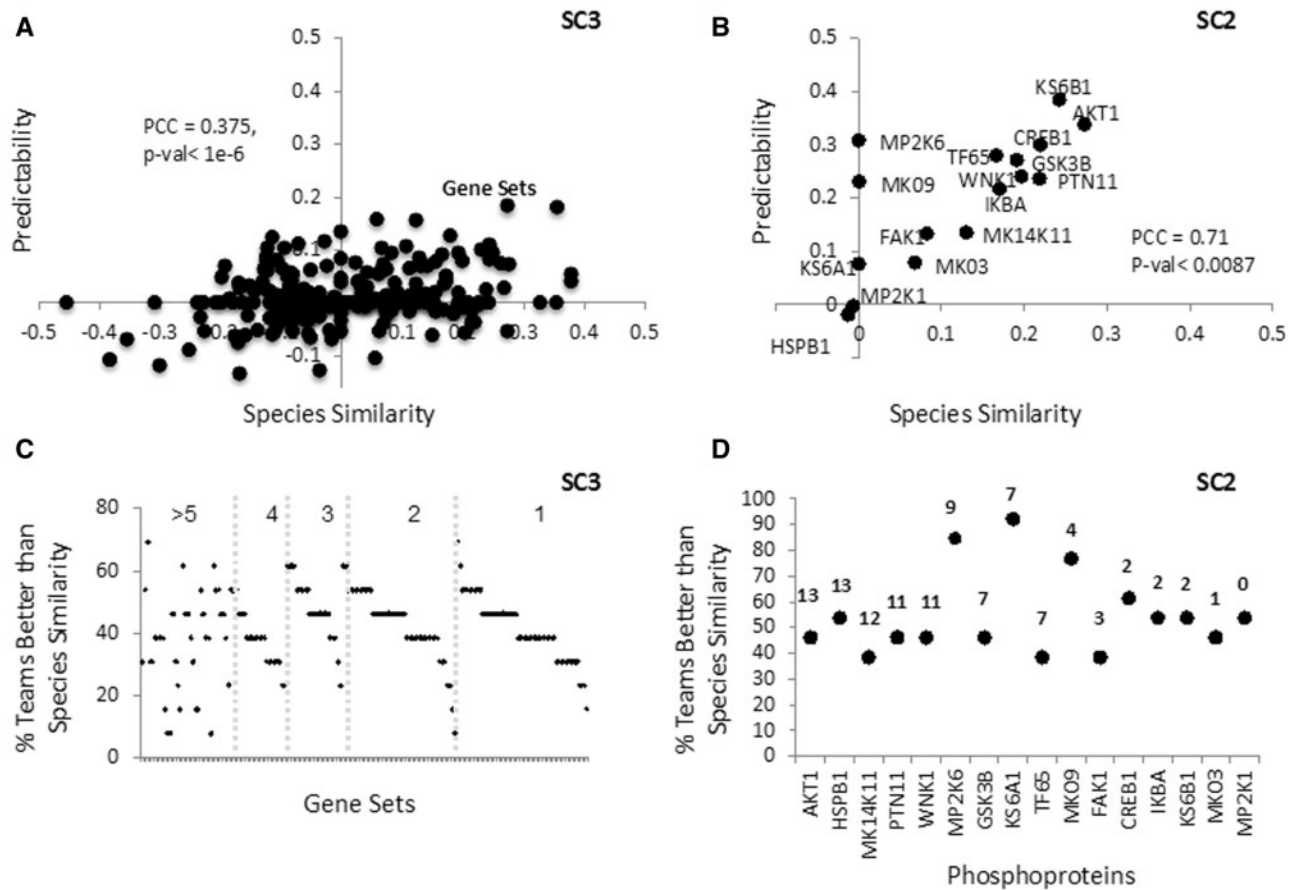 A
SC3
0.5
0.4
0.3
0.2
0.1
-0.1
Predictability
PCC = 0.375,
p-val< 1e-6
Gene Sets
-0.5 -0.4 -0.3 -0.2 0.1 0.2 0.3 0.4 0.5
Species Similarity
B
SC2
0.5
0.4
0.3
0.2
0.1
0
-0.1
Predictability
KS6B1
AKT1
CREB1
MP2K6
TF65
GSK3B
WNK1
PTN11
MK09
IKBA
FAK1
MK14K11
KS6A1
MK03
MP2K1
HSPB1
PCC = 0.71
P-val< 0.0087
0 0.1 0.2 0.3 0.4 0.5
Species Similarity
C
SC3
% Teams Better than
Species Similarity
80
60
40
20
0
>5 4 3 2 1
Gene Sets
D
SC2
% Teams Better than
Species Similarity
100
90
80
70
60
50
40
30
20
10
0
13 13 12 11 11 9 7 7 7 4 3 2 2 2 1 0
AKT1
HSPB1
MK14K11
PTN11
WNK1
MP2K6
GSK3B
KS6A1
TF65
MK09
FAK1
CREB1
IKBA
KS6B1
MK03
MP2K1
Phosphoproteins